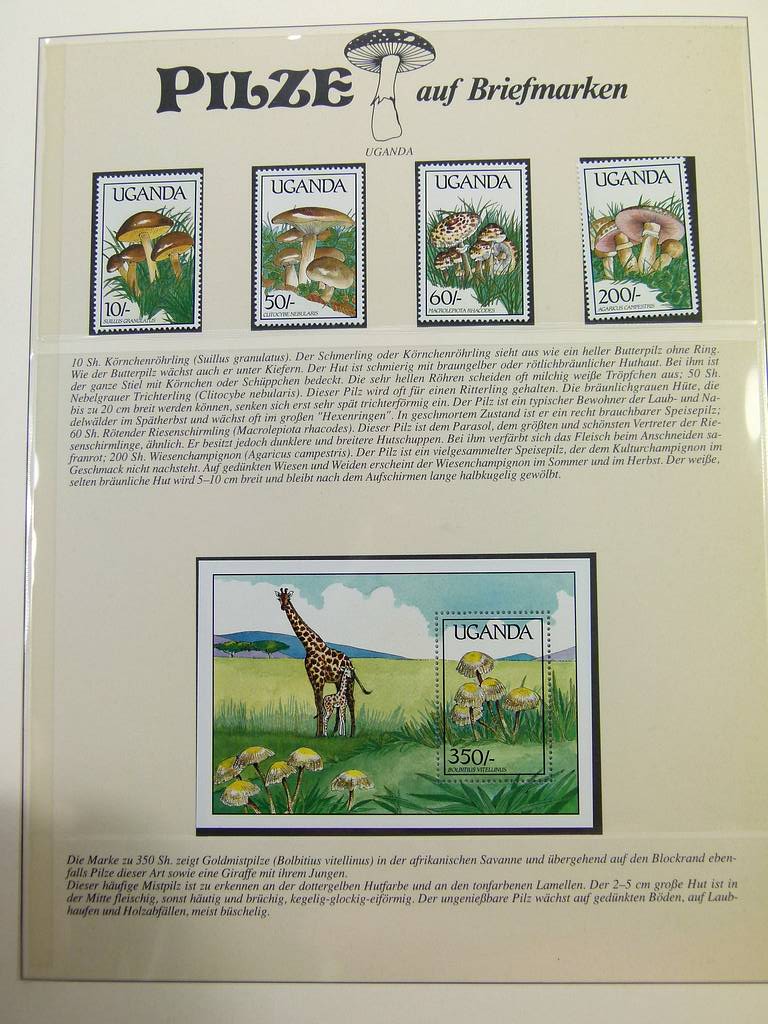 PILZE auf Briefmarken
UGANDA
UGANDA
10/-
SUILLUS GRANULATUS
UGANDA
50/-
CLITOCYBE NEBULARIS
UGANDA
60/-
MACROLEPIOTA RHACODES
UGANDA
200/-
AGARICUS CAMPESTRIS
10 Sh. Körnchenröhrling (Suillus granulatus). Der Schmerling oder Körnchenröhrling sieht aus wie ein heller Butterpilz ohne Ring.
Wie der Butterpilz wächst auch er unter Kiefern. Der Hut ist schmierig mit braungelber oder rötlichbräunlicher Huthaut. Bei ihm ist
der ganze Stiel mit Körnchen oder Schüppchen bedeckt. Die sehr hellen Röhren scheiden oft milchig weiße Tröpfchen aus; 50 Sh.
Nebelgrauer Trichterling (Clitocybe nebularis). Dieser Pilz wird oft für einen Ritterling gehalten. Die bräunlichgrauen Hüte, die
bis zu 20 cm breit werden können, senken sich erst sehr spät trichterförmig ein. Der Pilz ist ein typischer Bewohner der Laub- und Na-
delwälder im Spätherbst und wächst oft im großen "Hexenringen". In geschmortem Zustand ist er ein recht brauchbarer Speisepilz;
60 Sh. Rötender Riesenschirmling (Macrolepiota rhacodes). Dieser Pilz ist dem Parasol, dem größten und schönsten Vertreter der Rie-
senschirmlinge, ähnlich. Er besitzt jedoch dunklere und breitere Hutschuppen. Bei ihm verfärbt sich das Fleisch beim Anschneiden sa-
franrot; 200 Sh. Wiesenchampignon (Agaricus campestris). Der Pilz ist ein vielgesammelter Speisepilz, der dem Kulturchampignon im
Geschmack nicht nachsteht. Auf gedünkten Wiesen und Weiden erscheint der Wiesenchampignon im Sommer und im Herbst. Der weiße,
selten bräunliche Hut wird 5–10 cm breit und bleibt nach dem Aufschirmen lange halbkugelig gewölbt.
UGANDA
350/-
BOLBITIUS VITELLINUS
Die Marke zu 350 Sh. zeigt Goldmistpilze (Bolbitius vitellinus) in der afrikanischen Savanne und übergehend auf den Blockrand eben-
falls Pilze dieser Art sowie eine Giraffe mit ihrem Jungen.
Dieser häufige Mistpilz ist zu erkennen an der dottergelben Hutfarbe und an den tonfarbenen Lamellen. Der 2–5 cm große Hut ist in
der Mitte fleischig, sonst häutig und brüchig, kegelig-glockig-eiförmig. Der ungenießbare Pilz wächst auf gedünkten Böden, auf Laub-
haufen und Holzabfällen, meist büschelig.